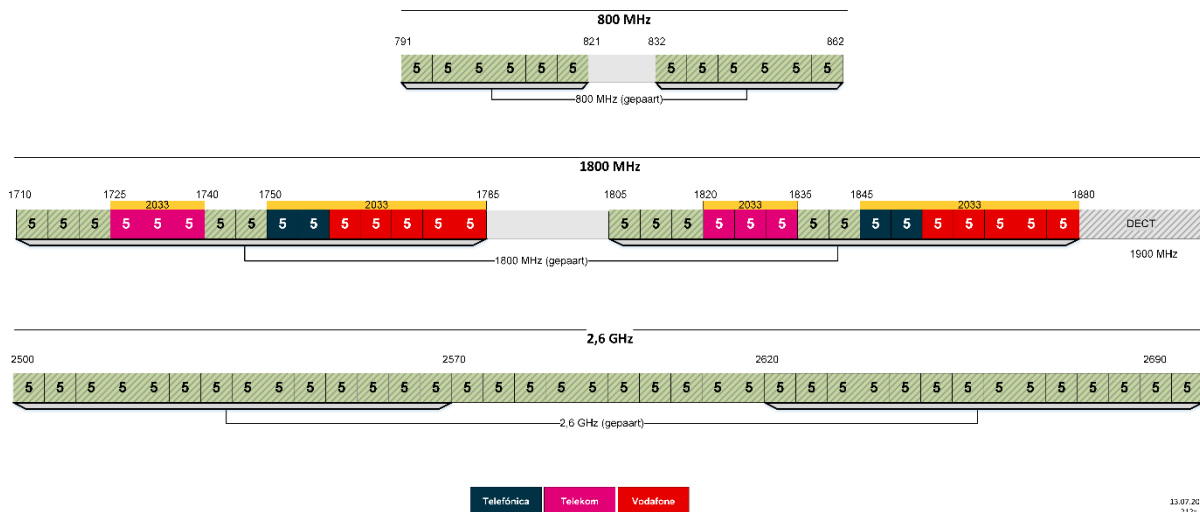 800 MHz
791 821 832 862
5 5 5 5 5 5 5 5 5 5 5 5
800 MHz (gepaart)
1800 MHz
1710 1725 1740 1750 1785 1805 1820 1835 1845 1880
2033 2033 2033 2033
5 5 5 5 5 5 5 5 5 5 5 5 5 5 5 5 5 5 5 5 5 5 5 5 5 5 5 5 5 5 DECT
1800 MHz (gepaart)
1900 MHz
2,6 GHz
2500 2570 2620 2690
5 5 5 5 5 5 5 5 5 5 5 5 5 5 5 5 5 5 5 5 5 5 5 5 5 5 5 5 5 5 5 5 5 5 5 5 5 5
2,6 GHz (gepaart)
Telefónica Telekom Vodafone